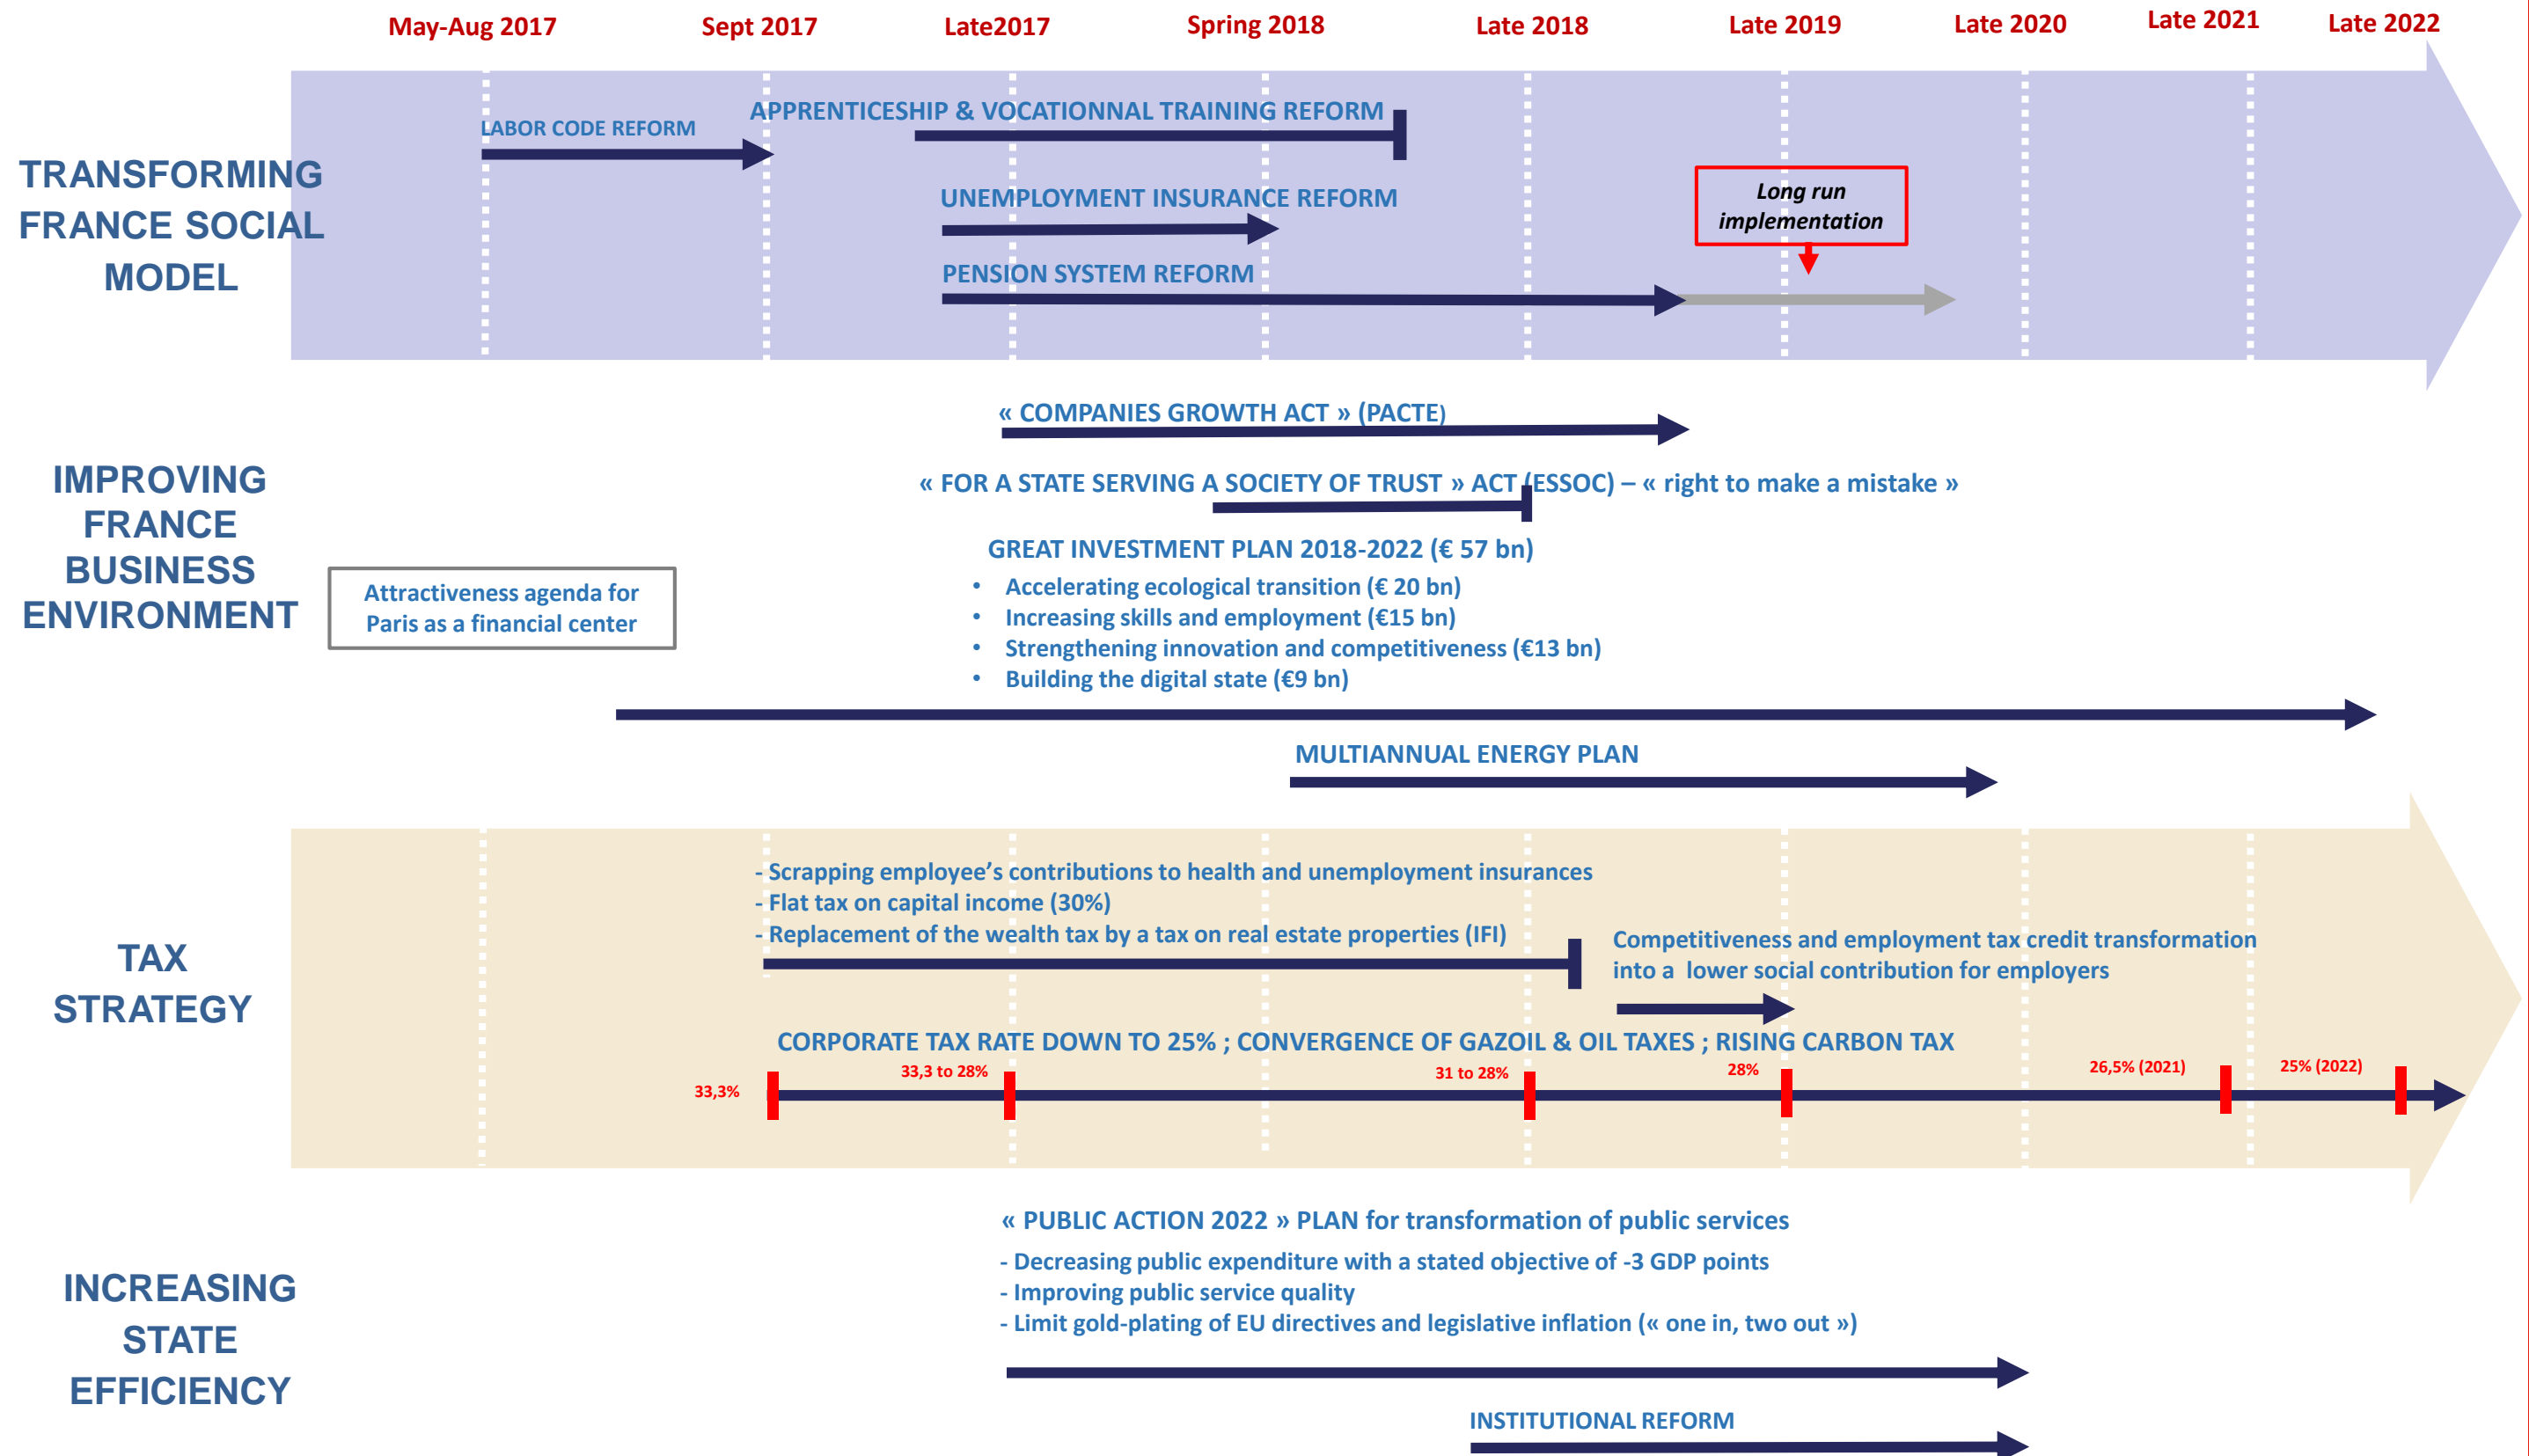 May-Aug 2017
Sept 2017
Late2017
Spring 2018
Late 2018
Late 2019
Late 2020
Late 2021
Late 2022
TRANSFORMING
FRANCE SOCIAL
MODEL
LABOR CODE REFORM
APPRENTICESHIP & VOCATIONNAL TRAINING REFORM
UNEMPLOYMENT INSURANCE REFORM
PENSION SYSTEM REFORM
Long run
implementation
IMPROVING
FRANCE
BUSINESS
ENVIRONMENT
« COMPANIES GROWTH ACT » (PACTE)
« FOR A STATE SERVING A SOCIETY OF TRUST » ACT (ESSOC) – « right to make a mistake »
Attractiveness agenda for
Paris as a financial center
GREAT INVESTMENT PLAN 2018-2022 (€ 57 bn)
• Accelerating ecological transition (€ 20 bn)
• Increasing skills and employment (€15 bn)
• Strengthening innovation and competitiveness (€13 bn)
• Building the digital state (€9 bn)
MULTIANNUAL ENERGY PLAN
TAX
STRATEGY
- Scrapping employee’s contributions to health and unemployment insurances
- Flat tax on capital income (30%)
- Replacement of the wealth tax by a tax on real estate properties (IFI)
Competitiveness and employment tax credit transformation
into a lower social contribution for employers
CORPORATE TAX RATE DOWN TO 25% ; CONVERGENCE OF GAZOIL & OIL TAXES ; RISING CARBON TAX
33,3%
33,3 to 28%
31 to 28%
28%
26,5% (2021)
25% (2022)
INCREASING
STATE
EFFICIENCY
« PUBLIC ACTION 2022 » PLAN for transformation of public services
- Decreasing public expenditure with a stated objective of -3 GDP points
- Improving public service quality
- Limit gold-plating of EU directives and legislative inflation (« one in, two out »)
INSTITUTIONAL REFORM